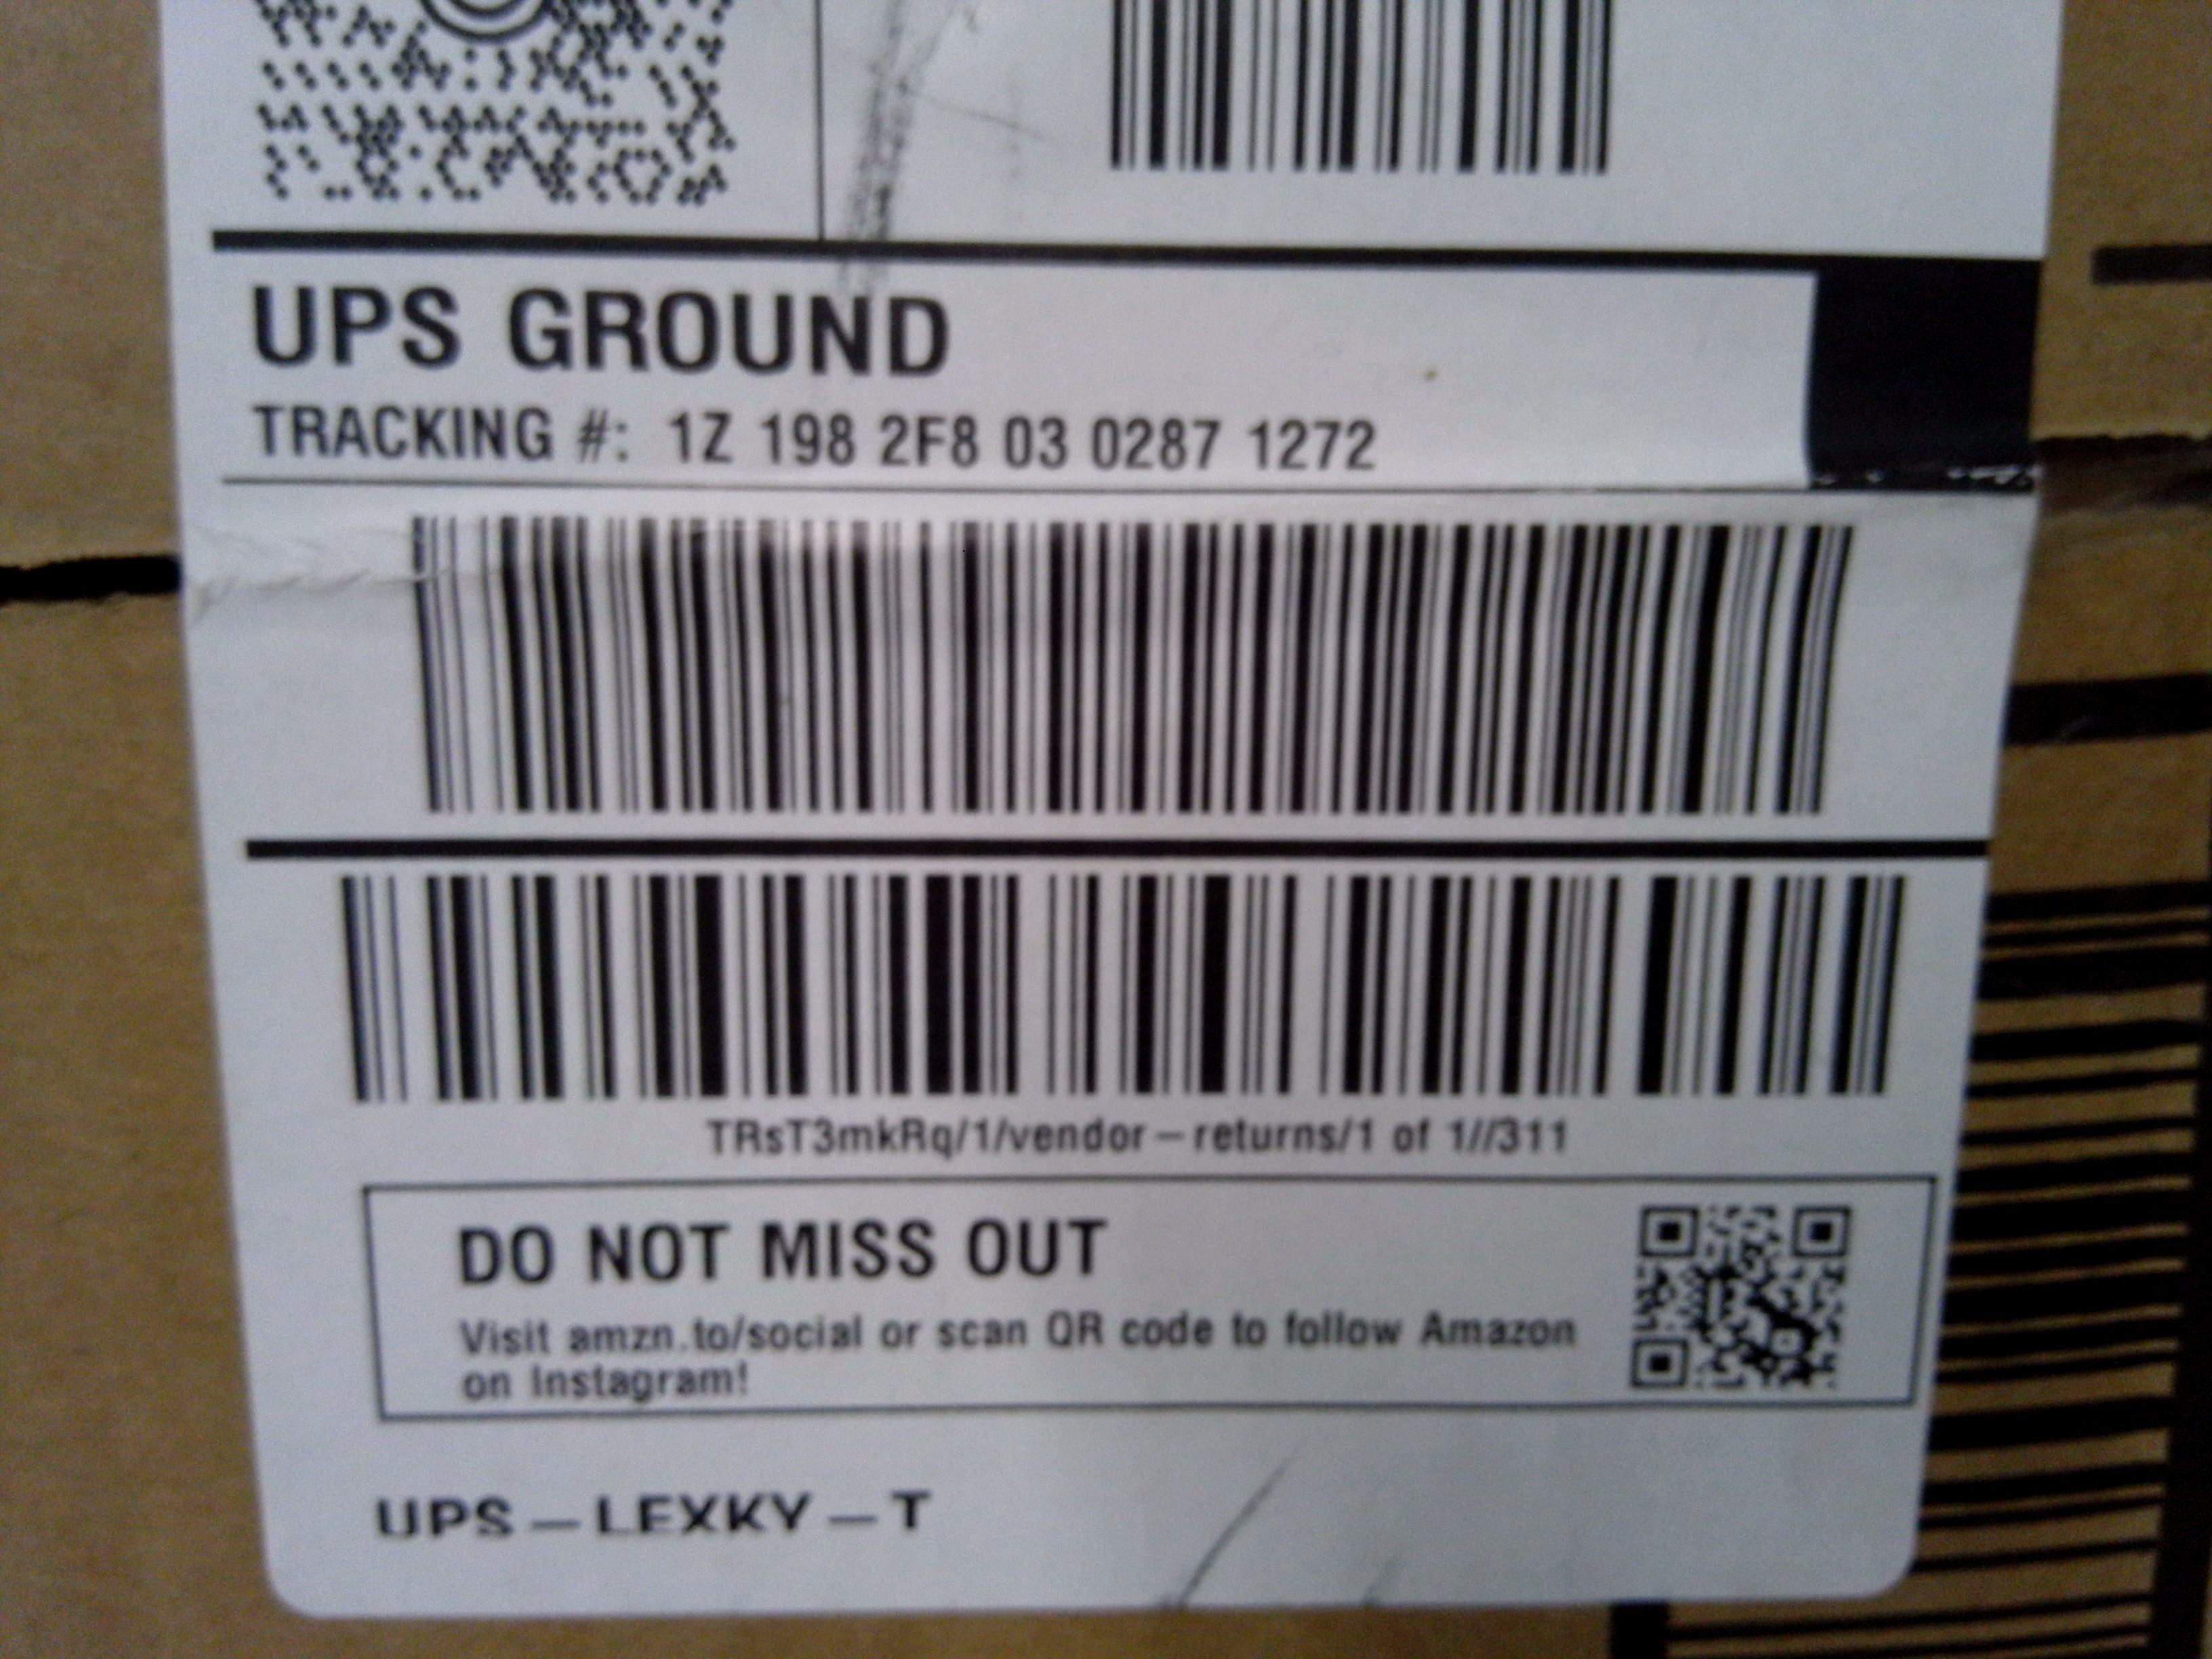 UPS GROUND
TRACKING #: 1Z 198 2F8 03 0287 1272
TRsT3mkRq/1/vendor-returns/1 of 1//311
DO NOT MISS OUT
Visit amzn.to/social or scan QR code to follow Amazon
on Instagram!
UPS-LEXKY-T